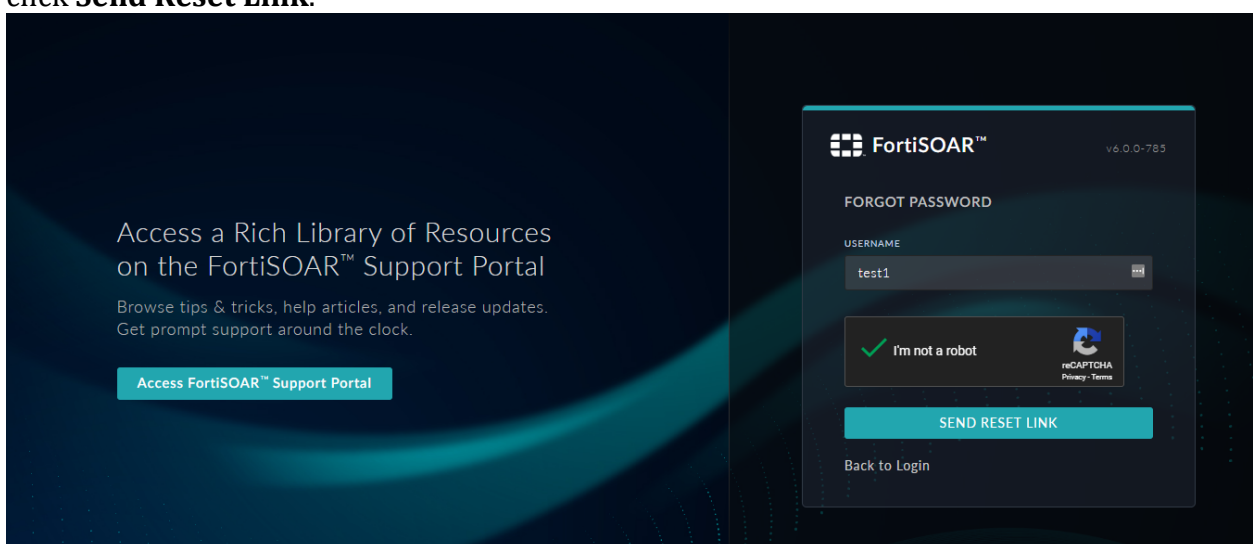 click Send Reset Link.
Access a Rich Library of Resources
on the FortiSOAR™ Support Portal
Browse tips & tricks, help articles, and release updates.
Get prompt support around the clock.
Access FortiSOAR™ Support Portal
FortiSOAR™
v6.0.0-785
FORGOT PASSWORD
USERNAME
test1
I'm not a robot
reCAPTCHA
Privacy - Terms
SEND RESET LINK
Back to Login